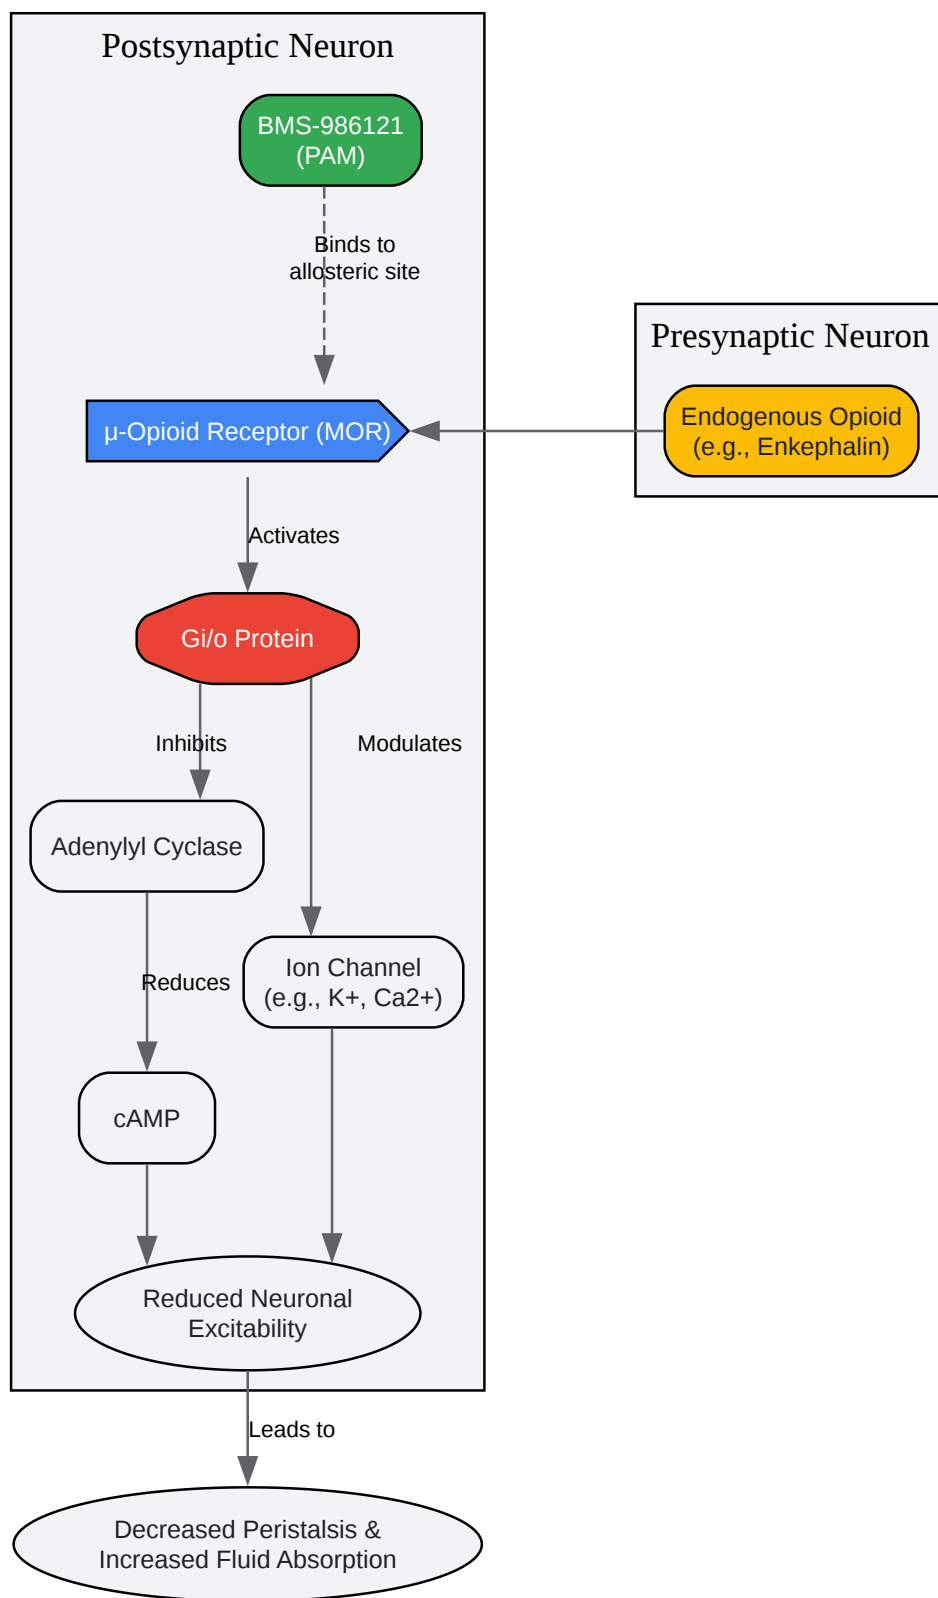 Postsynaptic Neuron
BMS-986121
(PAM)
Binds to
allosteric site
Presynaptic Neuron
Endogenous Opioid
(e.g., Enkephalin)
μ-Opioid Receptor (MOR)
Activates
Gi/o Protein
Inhibits
Modulates
Adenylyl Cyclase
Ion Channel
(e.g., K+, Ca2+)
Reduces
cAMP
Reduced Neuronal
Excitability
Leads to
Decreased Peristalsis &
Increased Fluid Absorption